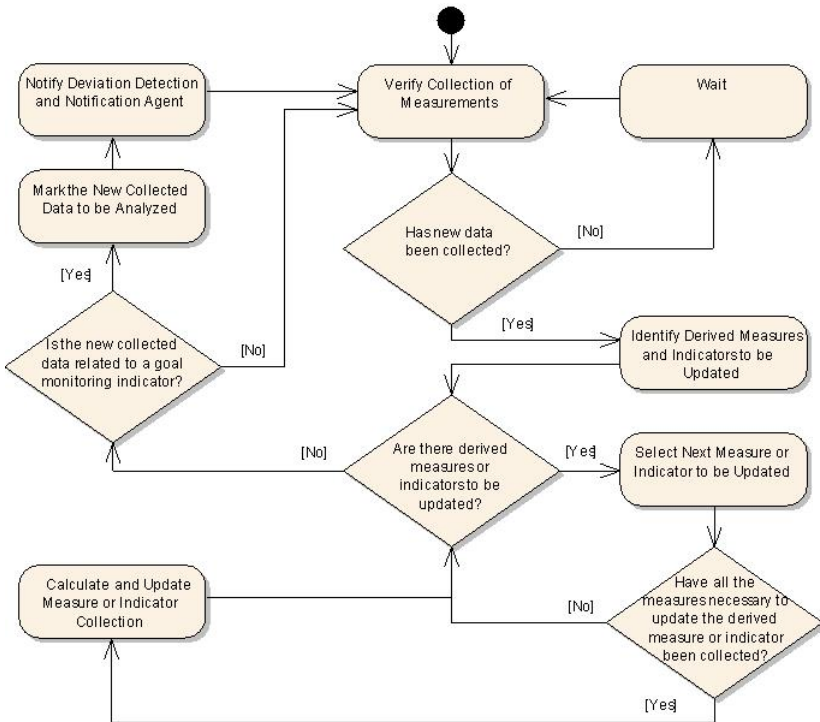 Notify Deviation Detection
and Notification Agent
Verify Collection of
Measurements
Wait
Mark the New Collected
Data to be Analyzed
Has new data
been collected?
[No]
[Yes]
[Yes]
Is the new collected
data related to a goal
monitoring indicator?
[No]
Identify Derived Measures
and Indicators to be
Updated
[No]
Are there derived
measures or
indicators to be
updated?
[Yes]
Select Next Measure or
Indicator to be Updated
Calculate and Update
Measure or Indicator
Collection
[No]
Have all the
measures necessary to
update the derived
measure or indicator
been collected?
[Yes]